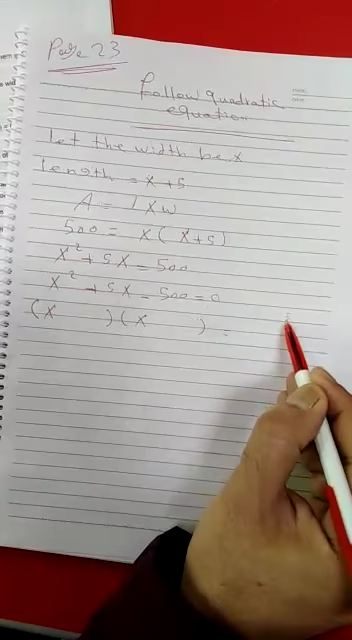 Page 23
Follow quadratic
equation
Let the width be x
Length = x + 5
A = L x w
500 = x ( x + 5 )
x² + 5x = 500
x² + 5x - 500 = 0
(x      ) ( x      ) =